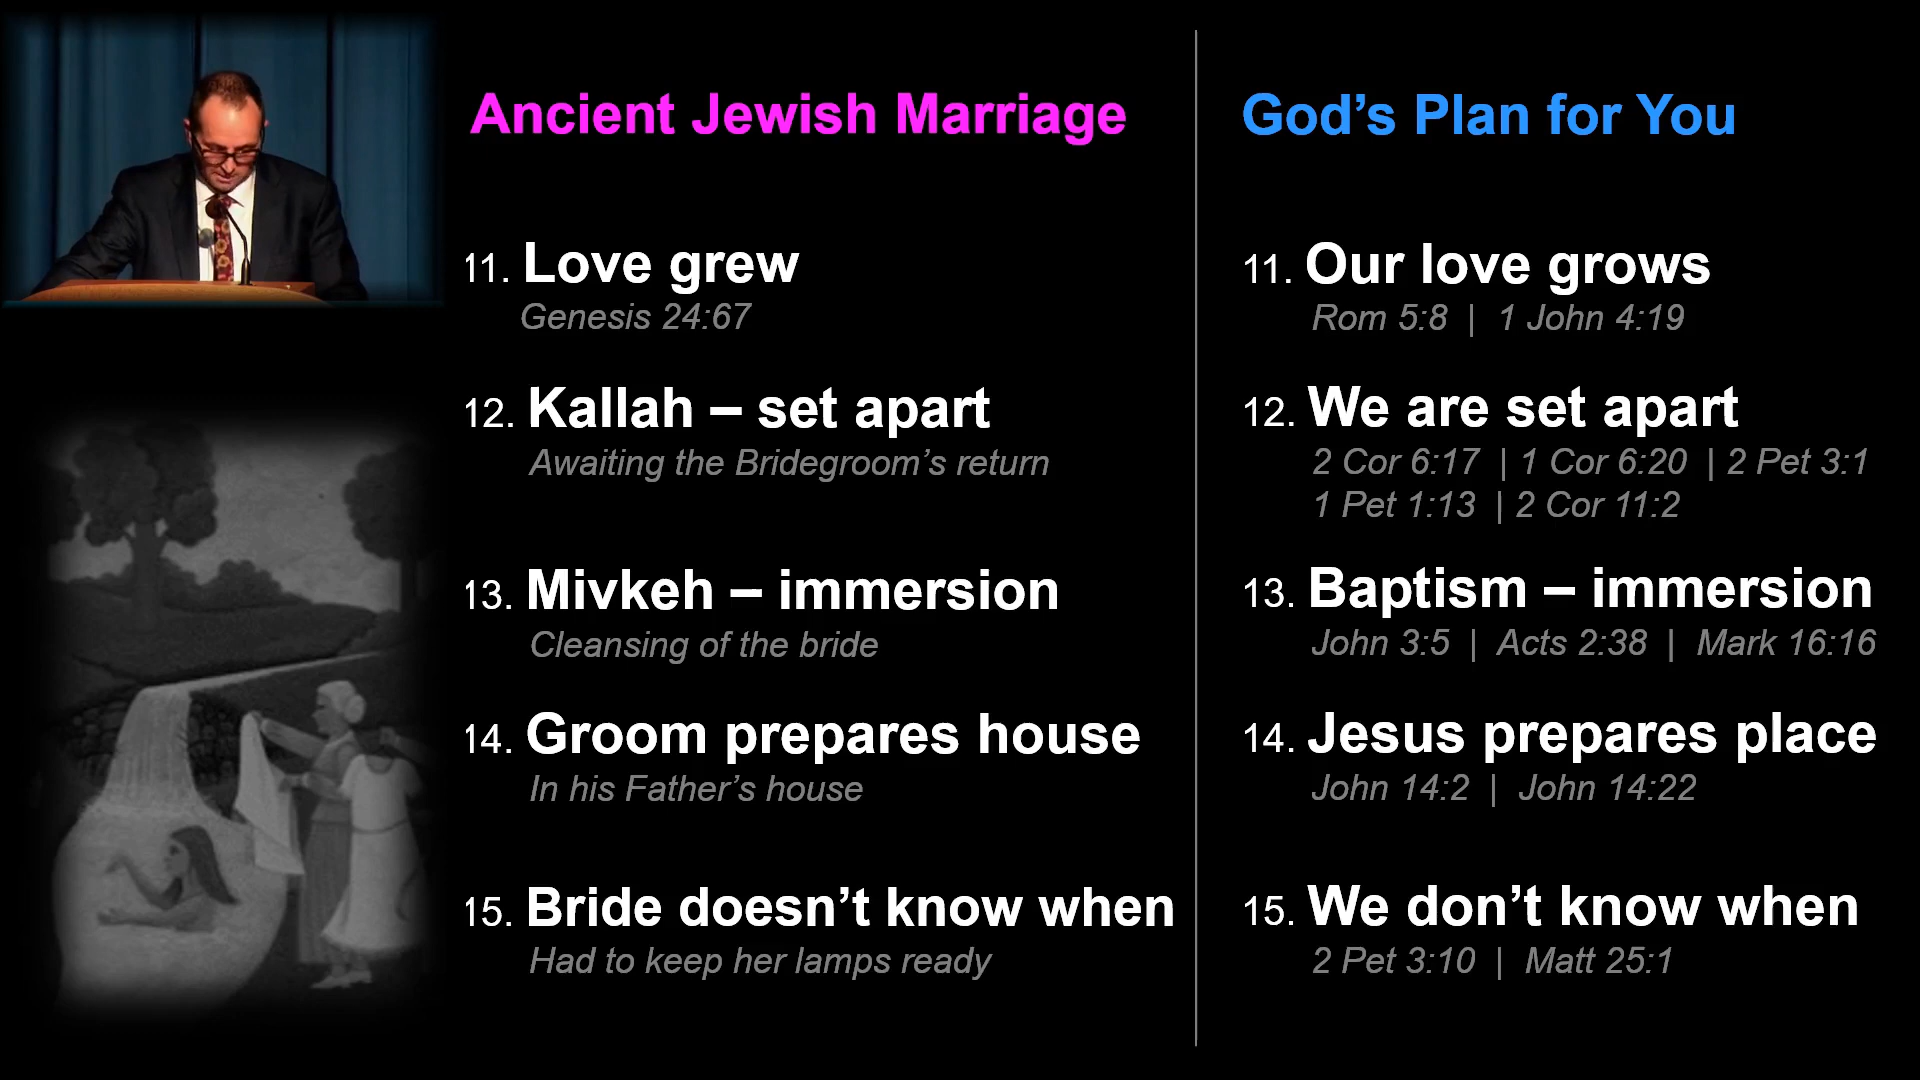 Ancient Jewish Marriage
11. Love grew
Genesis 24:67
12. Kallah – set apart
Awaiting the Bridegroom’s return
13. Mivkeh – immersion
Cleansing of the bride
14. Groom prepares house
In his Father’s house
15. Bride doesn’t know when
Had to keep her lamps ready
God’s Plan for You
11. Our love grows
Rom 5:8 | 1 John 4:19
12. We are set apart
2 Cor 6:17 | 1 Cor 6:20 | 2 Pet 3:1
1 Pet 1:13 | 2 Cor 11:2
13. Baptism – immersion
John 3:5 | Acts 2:38 | Mark 16:16
14. Jesus prepares place
John 14:2 | John 14:22
15. We don’t know when
2 Pet 3:10 | Matt 25:1